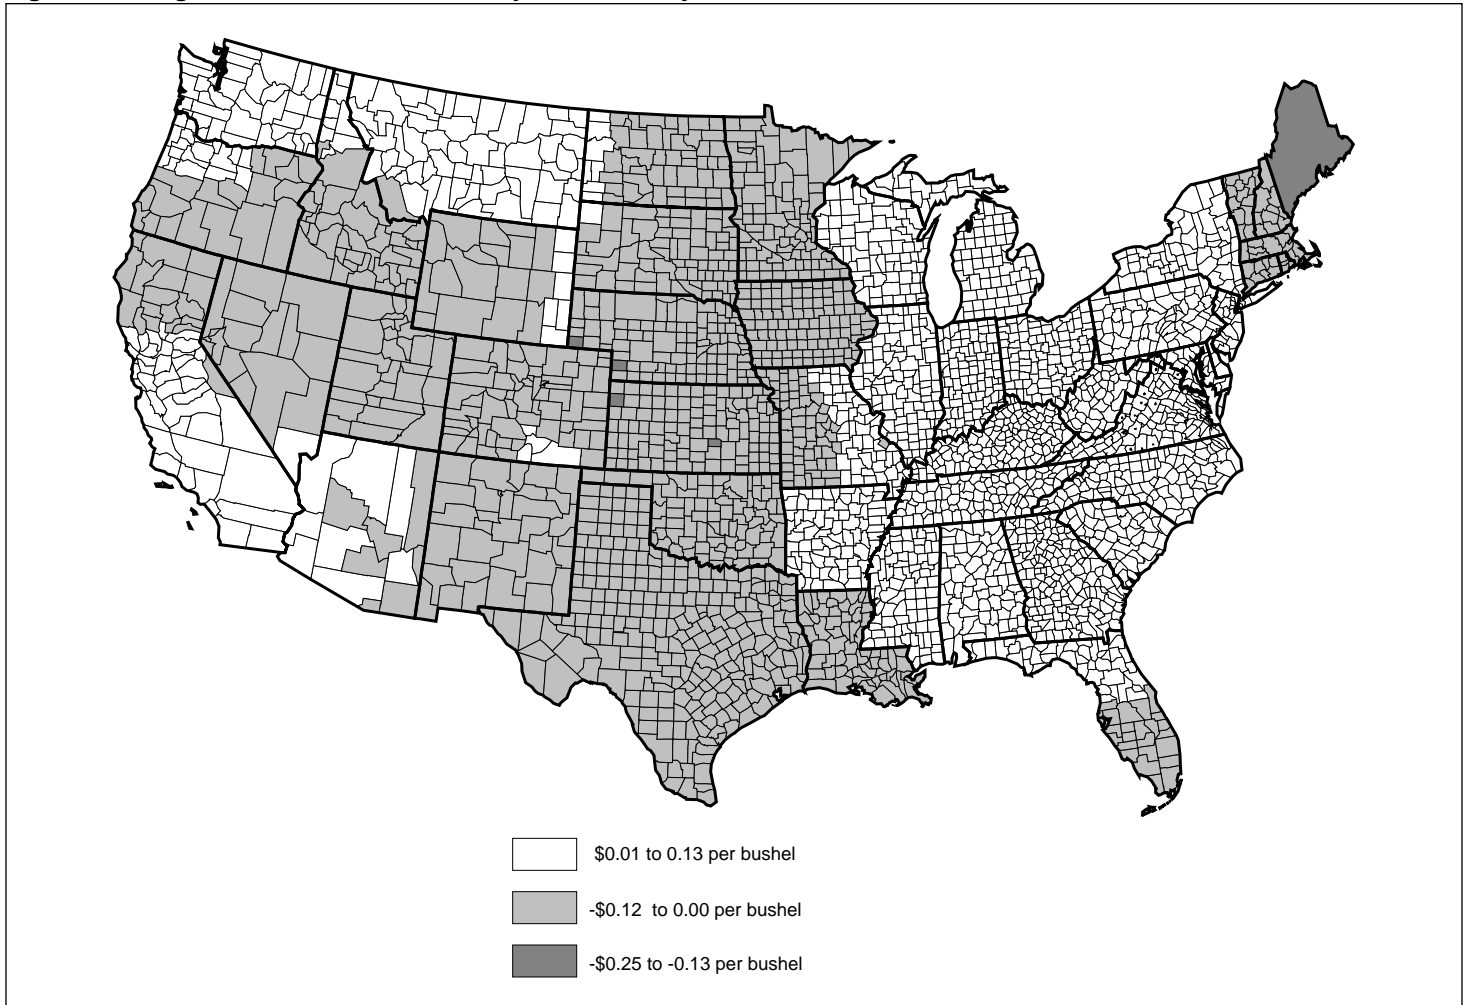 $0.01 to 0.13 per bushel
-$0.12 to 0.00 per bushel
-$0.25 to -0.13 per bushel